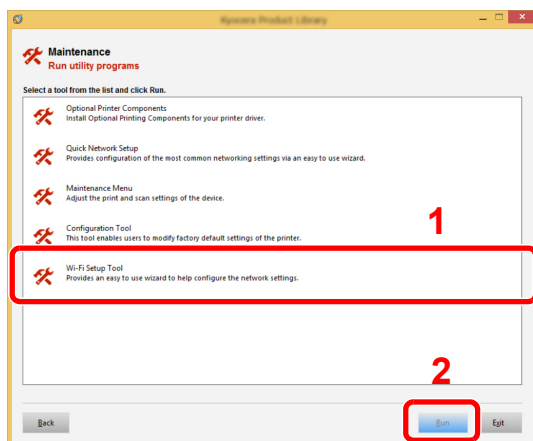 Kyocera Product Library
Maintenance
Run utility programs
Select a tool from the list and click Run.
Optional Printer Components
Install Optional Printing Components for your printer driver.
Quick Network Setup
Provides configuration of the most common networking settings via an easy to use wizard.
Maintenance Menu
Adjust the print and scan settings of the device.
1
Configuration Tool
This tool enables users to modify factory default settings of the printer.
Wi-Fi Setup Tool
Provides an easy to use wizard to help configure the network settings.
2
Back
Run
Exit